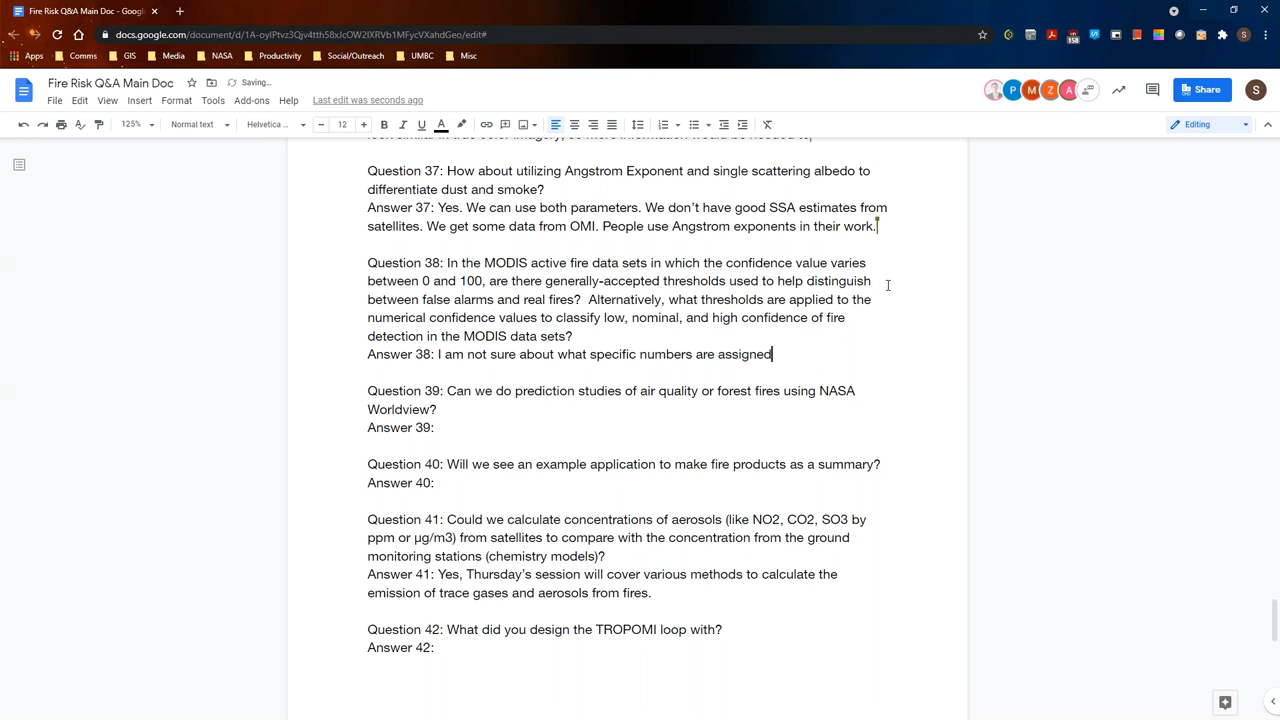 Fire Risk Q&A Main Doc - Google
docs.google.com/document/d/
Apps Comms GIS Media NASA Productivity Social/Outreach UMBC Misc
Fire Risk Q&A Main Doc Saving...
File Edit View Insert Format Tools Add-ons Help Last edit was seconds ago
P M Z A Share S
125% Normal text Helvetica ... 12 B I U A Editing
Question 37: How about utilizing Angstrom Exponent and single scattering albedo to
differentiate dust and smoke?
Answer 37: Yes. We can use both parameters. We don't have good SSA estimates from
satellites. We get some data from OMI. People use Angstrom exponents in their work.
Question 38: In the MODIS active fire data sets in which the confidence value varies
between 0 and 100, are there generally-accepted thresholds used to help distinguish
between false alarms and real fires? Alternatively, what thresholds are applied to the
numerical confidence values to classify low, nominal, and high confidence of fire
detection in the MODIS data sets?
Answer 38: I am not sure about what specific numbers are assigned
Question 39: Can we do prediction studies of air quality or forest fires using NASA
Worldview?
Answer 39:
Question 40: Will we see an example application to make fire products as a summary?
Answer 40:
Question 41: Could we calculate concentrations of aerosols (like NO2, CO2, SO3 by
ppm or µg/m3) from satellites to compare with the concentration from the ground
monitoring stations (chemistry models)?
Answer 41: Yes, Thursday's session will cover various methods to calculate the
emission of trace gases and aerosols from fires.
Question 42: What did you design the TROPOMI loop with?
Answer 42: